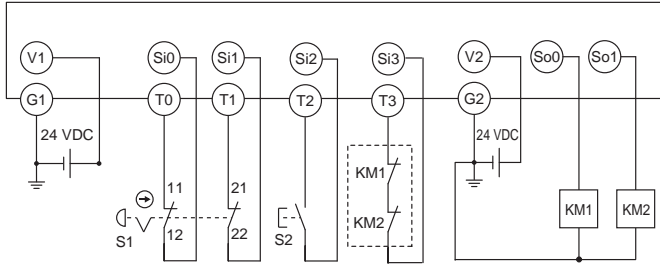 V1 Si0 Si1 Si2 Si3 V2 So0 So1
G1 T0 T1 T2 T3 G2
24 VDC 24 VDC
11 21 KM1
12 22 KM2 KM1 KM2
S1 S2